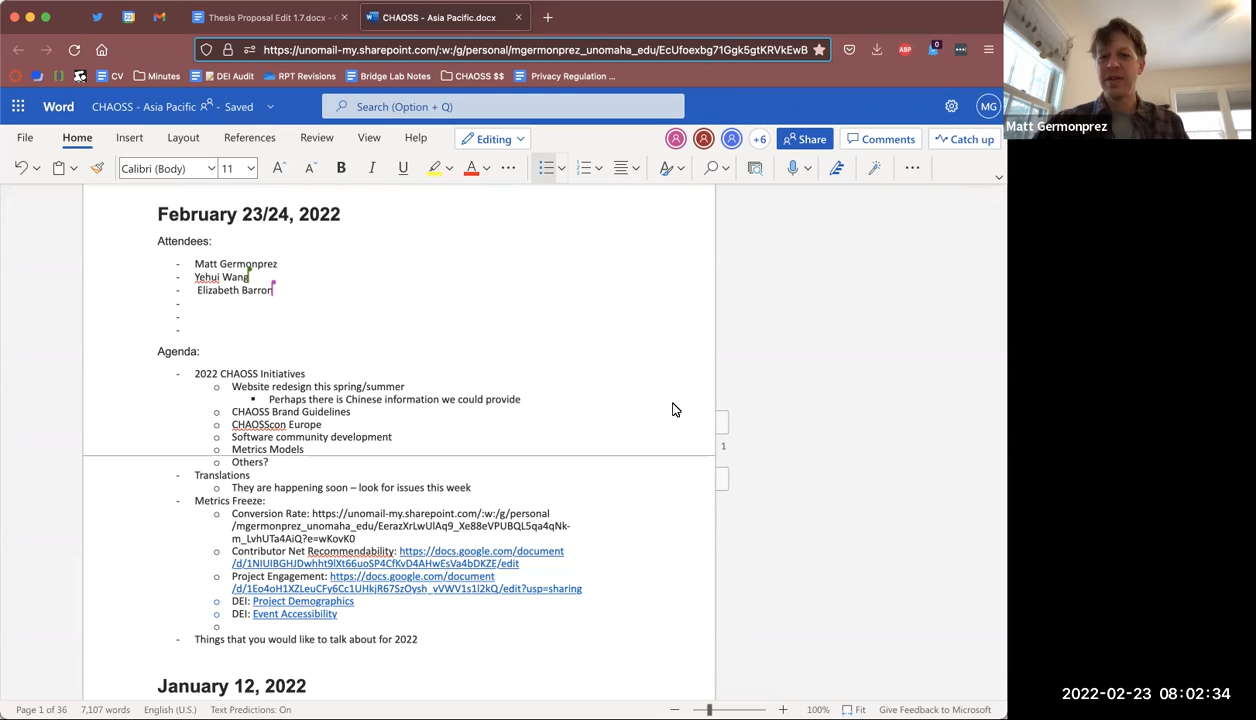 Thesis Proposal Edit 1.7.docx -
CHAOSS - Asia Pacific.docx
https://unomail-my.sharepoint.com/:w:/g/personal/mgermonprez_unomaha_edu/EcUfoexbg71Ggk5gtKRVkEwB
CV
Minutes
DEI Audit
RPT Revisions
Bridge Lab Notes
CHAOSS $$
Privacy Regulation ...
Matt Germonprez
Word
CHAOSS - Asia Pacific - Saved
Search (Option + Q)
MG
File
Home
Insert
Layout
References
Review
View
Help
Editing
+6
Share
Comments
Catch up
Calibri (Body)
11
February 23/24, 2022
Attendees:
- Matt Germonprez
- Yehui Wang
- Elizabeth Barron
-
-
-
Agenda:
- 2022 CHAOSS Initiatives
o Website redesign this spring/summer
▪ Perhaps there is Chinese information we could provide
o CHAOSS Brand Guidelines
o CHAOSScon Europe
o Software community development
o Metrics Models
o Others?
- Translations
o They are happening soon – look for issues this week
- Metrics Freeze:
o Conversion Rate: https://unomail-my.sharepoint.com/:w:/g/personal
/mgermonprez_unomaha_edu/EerazXrLwUlAq9_Xe88eVPUBQL5qa4qNk-
m_LvhUTa4AiQ?e=wKovK0
o Contributor Net Recommendability: https://docs.google.com/document
/d/1NIUIBGHJDwhht9lXt66uoSP4CfKvD4AHwEsVa4bDKZE/edit
o Project Engagement: https://docs.google.com/document
/d/1Eo4oH1XZLeuCFy6Cc1UHkjR67SzOysh_vVWV1s1l2kQ/edit?usp=sharing
o DEI: Project Demographics
o DEI: Event Accessibility
o
- Things that you would like to talk about for 2022
1
January 12, 2022
Page 1 of 36
7,107 words
English (U.S.)
Text Predictions: On
100%
Fit
Give Feedback to Microsoft
2022-02-23 08:02:34